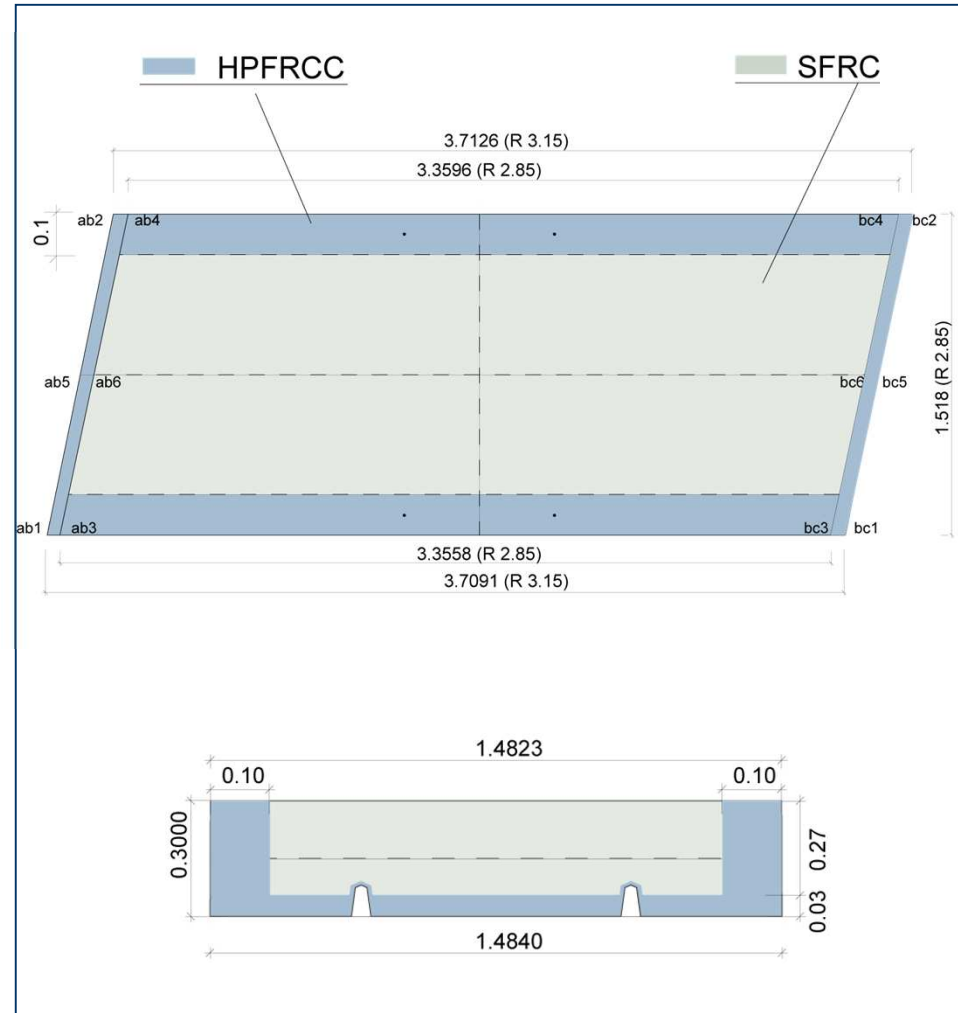 HPFRCC SFRC
3.7126 (R 3.15)
3.3596 (R 2.85)
ab2 ab4 bc4 bc2
0.1
1.518 (R 2.85)
ab5 ab6 bc6 bc5
ab1 ab3 bc3 bc1
3.3558 (R 2.85)
3.7091 (R 3.15)
1.4823
0.10 0.10
0.3000
0.27
0.03
1.4840